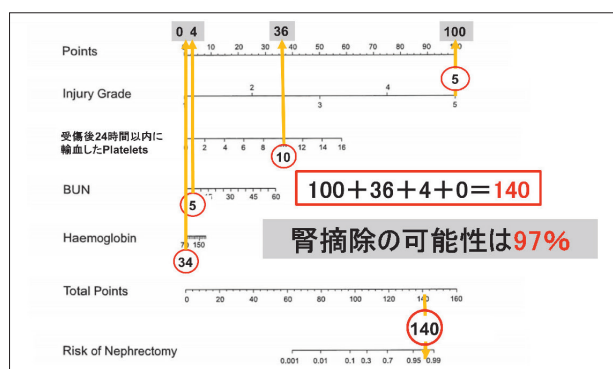 0 4 36 100
Points
0 10 20 30 40 50 60 70 80 90 100
Injury Grade
1 2 3 4 5
5
受傷後24時間以内に
輸血したPlatelets
0 2 4 6 8 12 14 16
10
BUN
30 45 60
5
100+36+4+0=140
腎摘除の可能性は97%
Haemoglobin
70 150
34
Total Points
0 20 40 60 80 100 120 140 160
140
Risk of Nephrectomy
0.001 0.01 0.1 0.3 0.7 0.95 0.99